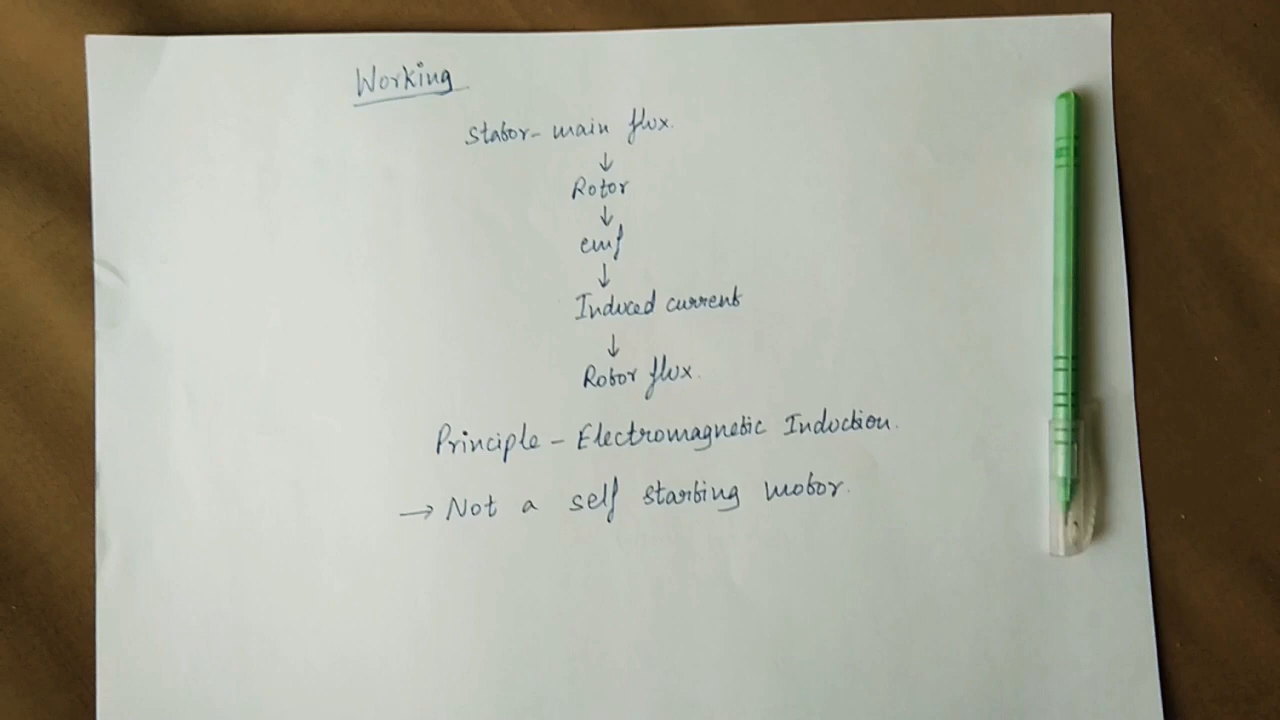 Working
Stator - main flux.
↓
Rotor
↓
emf
↓
Induced current
↓
Rotor flux.
Principle - Electromagnetic Induction.
→ Not a self starting motor.